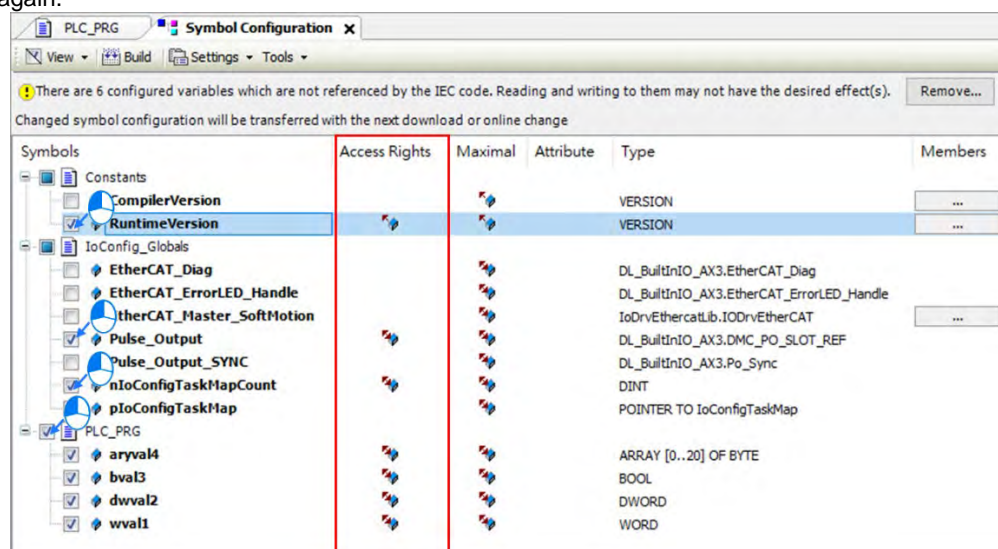 again.
PLC_PRG Symbol Configuration X
View Build Settings Tools
There are 6 configured variables which are not referenced by the IEC code. Reading and writing to them may not have the desired effect(s). Remove...
Changed symbol configuration will be transferred with the next download or online change
Symbols Access Rights Maximal Attribute Type Members
Constants
CompilerVersion VERSION ...
RuntimeVersion VERSION ...
IoConfig_Globals
EtherCAT_Diag DL_BuiltInIO_AX3.EtherCAT_Diag
EtherCAT_ErrorLED_Handle DL_BuiltInIO_AX3.EtherCAT_ErrorLED_Handle
therCAT_Master_SoftMotion IoDrvEthercatLib.IODrvEtherCAT ...
Pulse_Output DL_BuiltInIO_AX3.DMC_PO_SLOT_REF
Pulse_Output_SYNC DL_BuiltInIO_AX3.Po_Sync
nIoConfigTaskMapCount DINT
pIoConfigTaskMap POINTER TO IoConfigTaskMap
PLC_PRG
aryval4 ARRAY [0..20] OF BYTE
bval3 BOOL
dwval2 DWORD
wval1 WORD